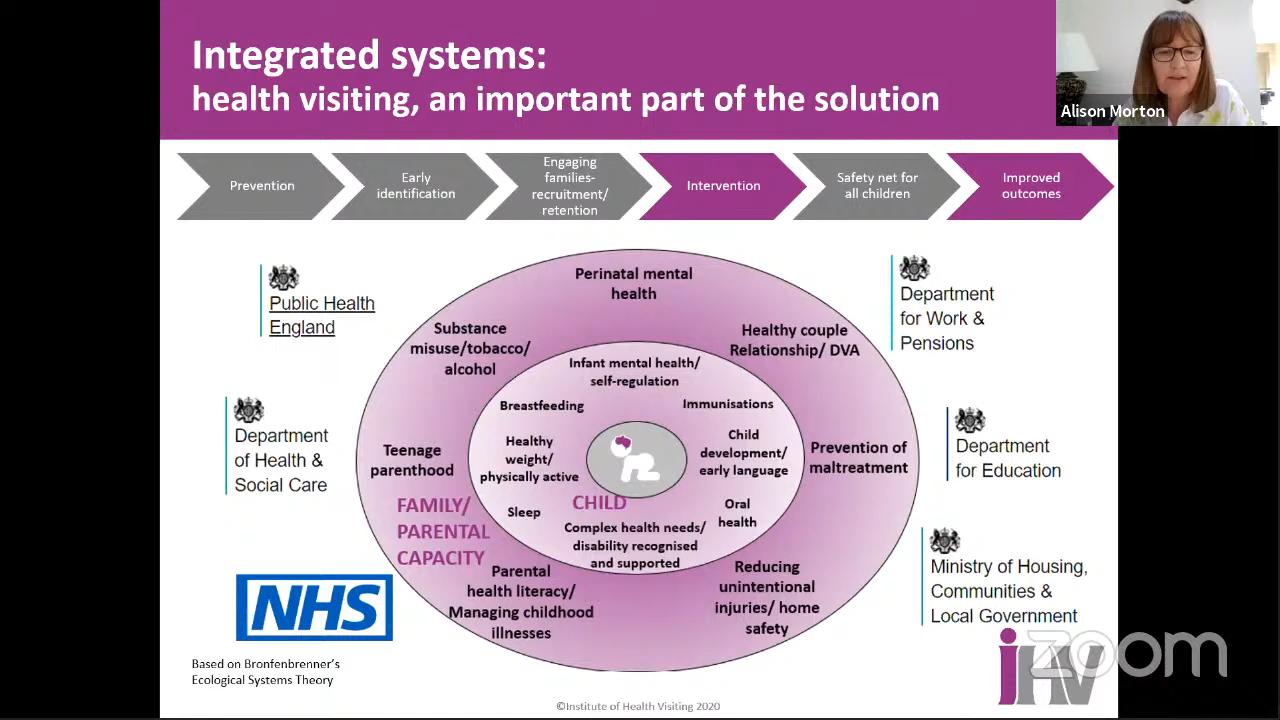 Integrated systems:
health visiting, an important part of the solution
Alison Morton
Prevention
Early
identification
Engaging
families-
recruitment/
retention
Intervention
Safety net for
all children
Improved
outcomes
Public Health
England
Department
of Health &
Social Care
NHS
Based on Bronfenbrenner's
Ecological Systems Theory
Perinatal mental
health
Substance
misuse/tobacco/
alcohol
Healthy couple
Relationship/ DVA
Teenage
parenthood
Prevention of
maltreatment
FAMILY/
PARENTAL
CAPACITY
Parental
health literacy/
Managing childhood
illnesses
Reducing
unintentional
injuries/ home
safety
Infant mental health/
self-regulation
Breastfeeding
Immunisations
Healthy
weight/
physically active
Child
development/
early language
Sleep
CHILD
Oral
health
Complex health needs/
disability recognised
and supported
Department
for Work &
Pensions
Department
for Education
Ministry of Housing,
Communities &
Local Government
iHV
zoom
©Institute of Health Visiting 2020